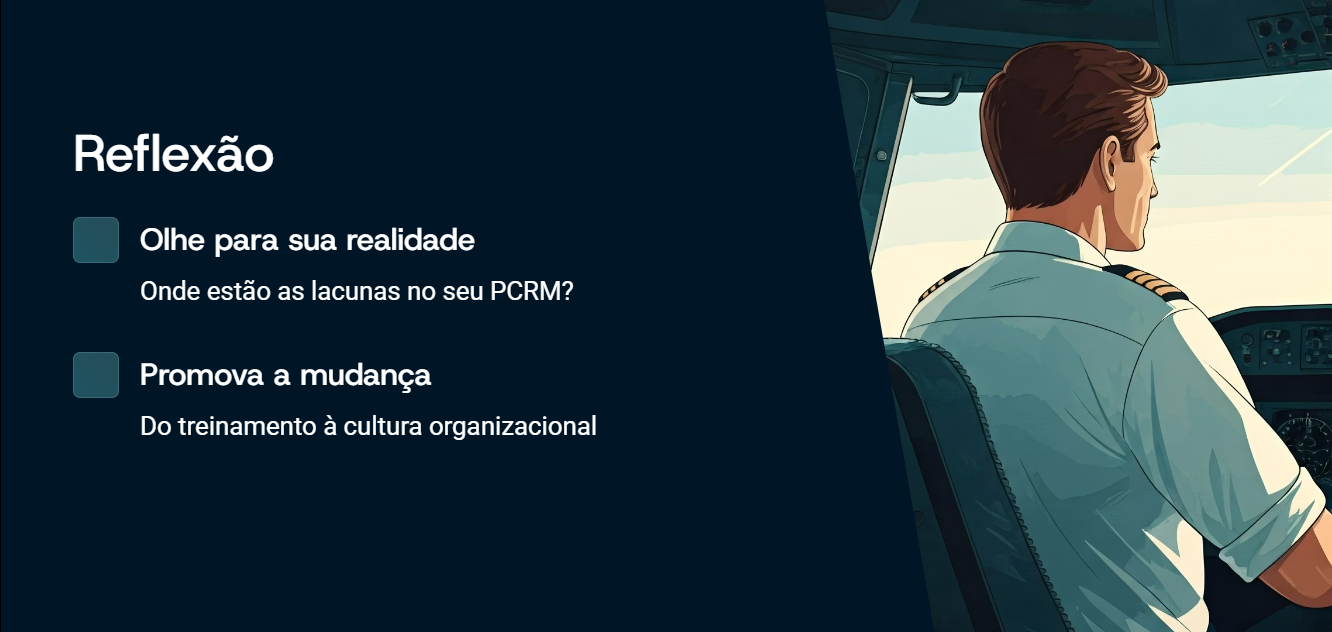 Reflexão
Olhe para sua realidade
Onde estão as lacunas no seu PCRM?
Promova a mudança
Do treinamento à cultura organizacional